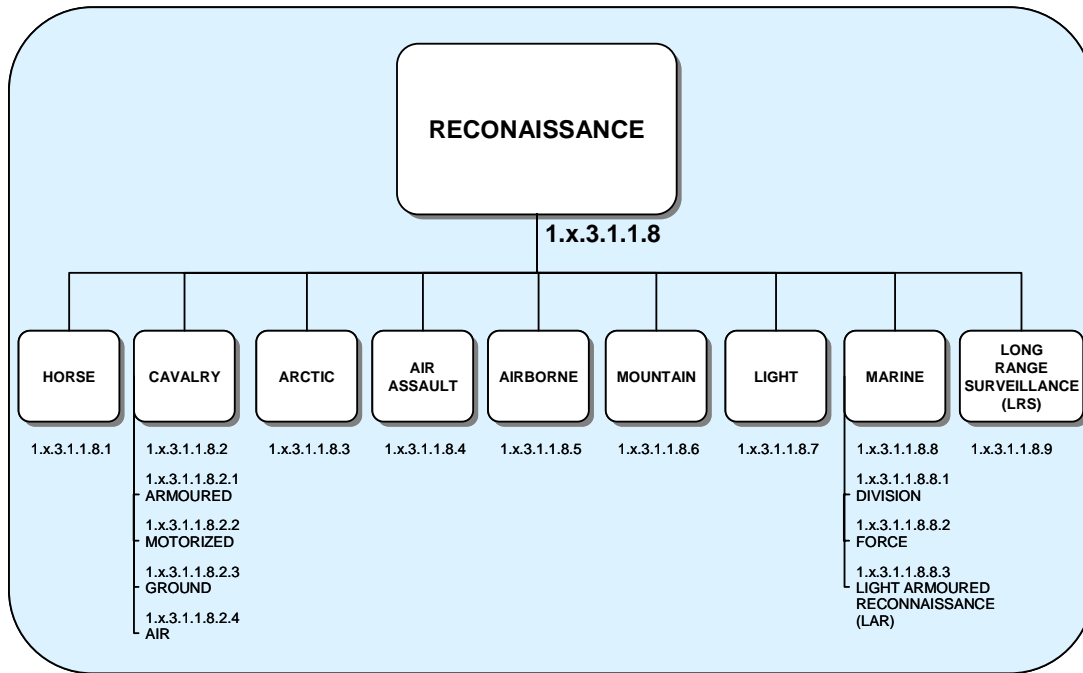 RECONAISSANCE
1.x.3.1.1.8
HORSE
1.x.3.1.1.8.1
CAVALRY
1.x.3.1.1.8.2
1.x.3.1.1.8.2.1
ARMOURED
1.x.3.1.1.8.2.2
MOTORIZED
1.x.3.1.1.8.2.3
GROUND
1.x.3.1.1.8.2.4
AIR
ARCTIC
1.x.3.1.1.8.3
AIR
ASSAULT
1.x.3.1.1.8.4
AIRBORNE
1.x.3.1.1.8.5
MOUNTAIN
1.x.3.1.1.8.6
LIGHT
1.x.3.1.1.8.7
MARINE
1.x.3.1.1.8.8
1.x.3.1.1.8.8.1
DIVISION
1.x.3.1.1.8.8.2
FORCE
1.x.3.1.1.8.8.3
LIGHT ARMOURED
RECONNAISSANCE
(LAR)
LONG
RANGE
SURVEILLANCE
(LRS)
1.x.3.1.1.8.9